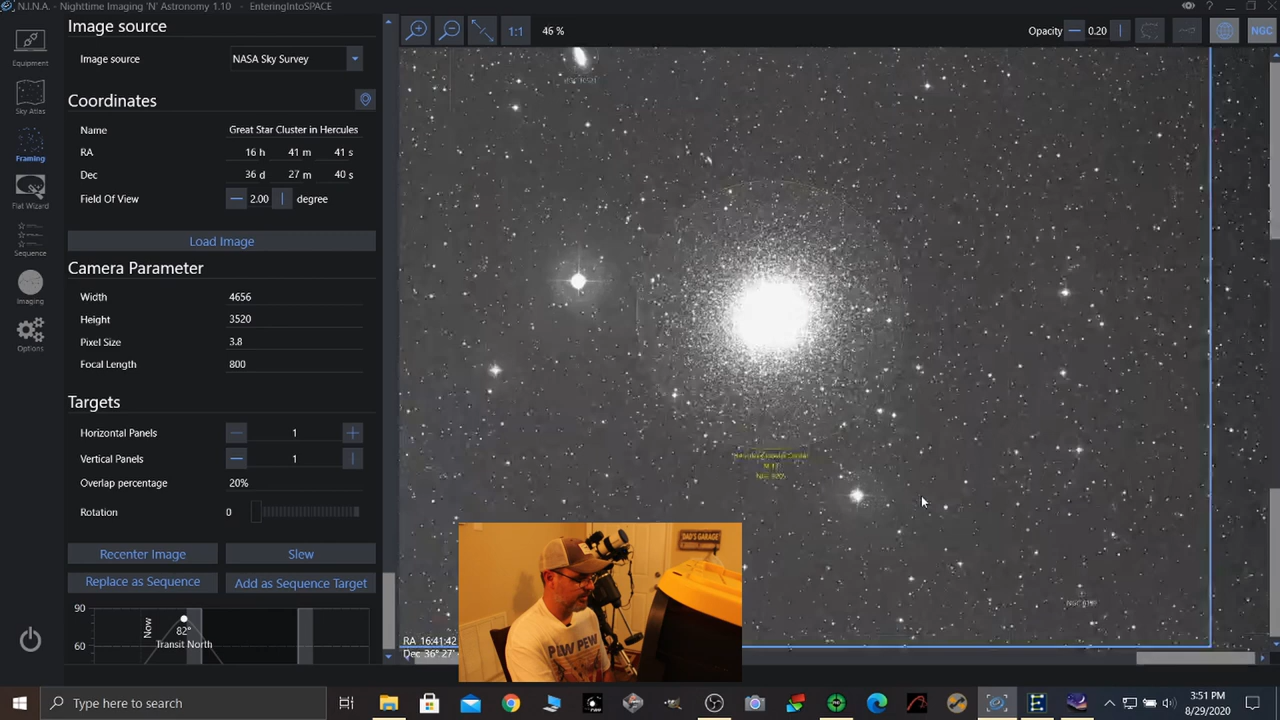 N.I.N.A. - Nighttime Imaging 'N' Astronomy 1.10 - EnteringIntoSPACE
Image source
Image source NASA Sky Survey
46 %
1:1
Opacity 0.20
NGC
Equipment
Sky Atlas
Framing
Flat Wizard
Sequence
Imaging
Options
Coordinates
Name Great Star Cluster in Hercules
RA 16 h 41 m 41 s
Dec 36 d 27 m 40 s
Field Of View 2.00 degree
Load Image
Camera Parameter
Width 4656
Height 3520
Pixel Size 3.8
Focal Length 800
Targets
Horizontal Panels 1
Vertical Panels 1
Overlap percentage 20%
Rotation 0
Recenter Image Slew
Replace as Sequence Add as Sequence Target
90
60
Now
82°
Transit North
RA 16:41:42
Dec 36° 27'
DAD'S GARAGE
PEW PEW
Type here to search
3:51 PM
8/29/2020